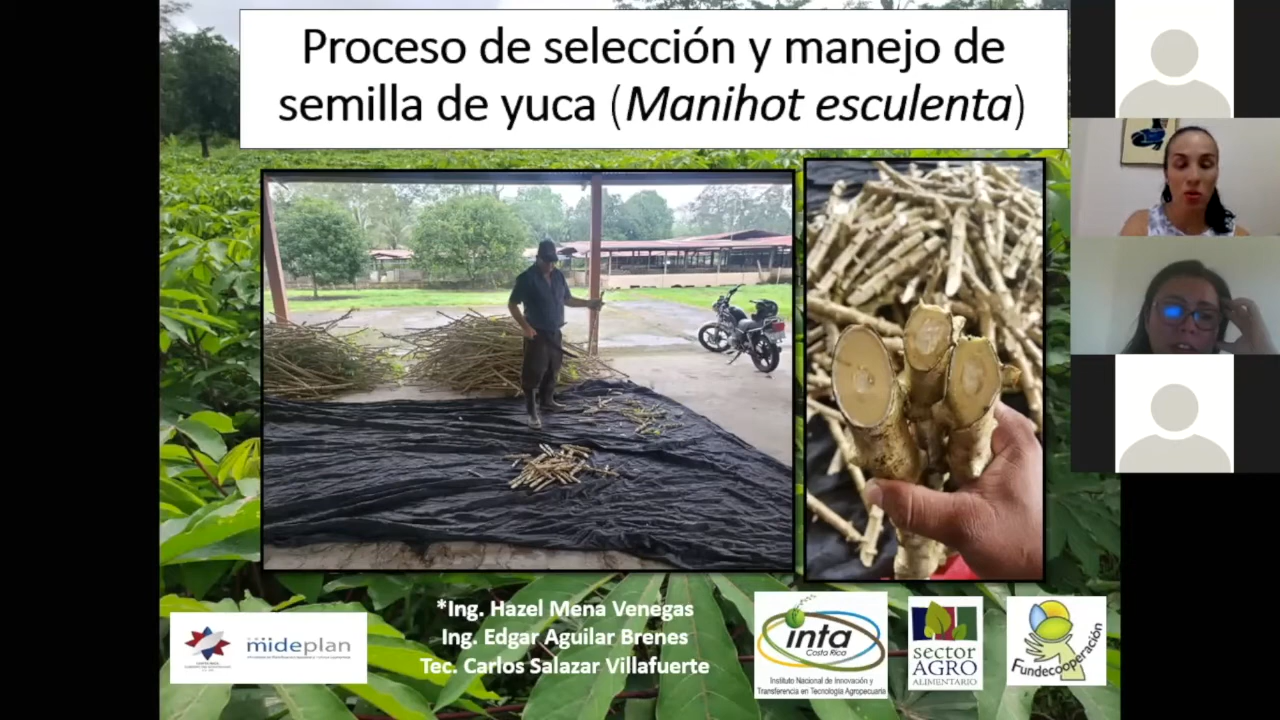 Proceso de selección y manejo de
semilla de yuca (Manihot esculenta)
*Ing. Hazel Mena Venegas
Ing. Edgar Aguilar Brenes
Tec. Carlos Salazar Villafuerte
mideplan
inta
Costa Rica
Instituto Nacional de Innovación y
Transferencia en Tecnología Agropecuaria
sector
AGRO
ALIMENTARIO
Fundecooperación